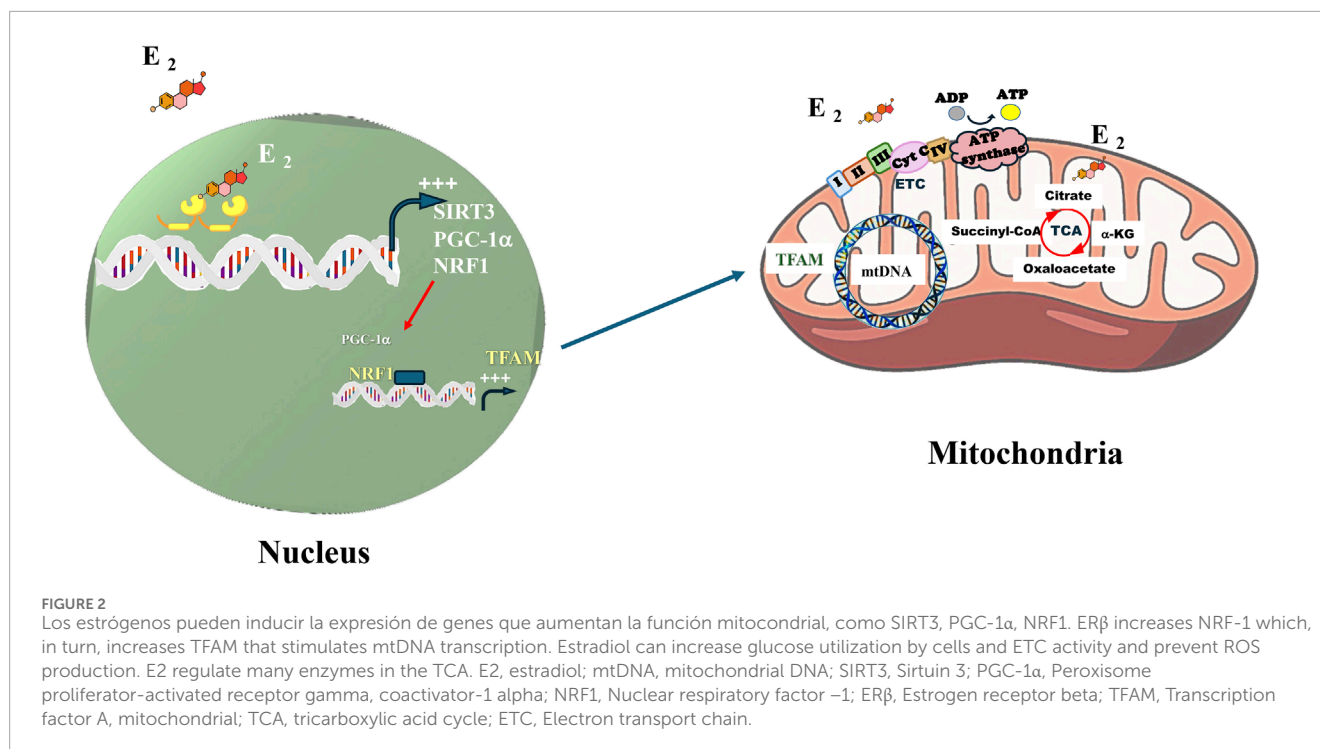 E 2
E 2
+++
SIRT3
PGC-1α
NRF1
PGC-1α
NRF1
TFAM
+++
Nucleus
E 2
ADP
ATP
I
II
III
Cyt C
IV
ATP
synthase
ETC
E 2
Citrate
Succinyl-CoA
TCA
α-KG
Oxaloacetate
TFAM
mtDNA
Mitochondria
FIGURE 2
Los estrógenos pueden inducir la expresión de genes que aumentan la función mitocondrial, como SIRT3, PGC-1α, NRF1. ERβ increases NRF-1 which,
in turn, increases TFAM that stimulates mtDNA transcription. Estradiol can increase glucose utilization by cells and ETC activity and prevent ROS
production. E2 regulate many enzymes in the TCA. E2, estradiol; mtDNA, mitochondrial DNA; SIRT3, Sirtuin 3; PGC-1α, Peroxisome
proliferator-activated receptor gamma, coactivator-1 alpha; NRF1, Nuclear respiratory factor –1; ERβ, Estrogen receptor beta; TFAM, Transcription
factor A, mitochondrial; TCA, tricarboxylic acid cycle; ETC, Electron transport chain.